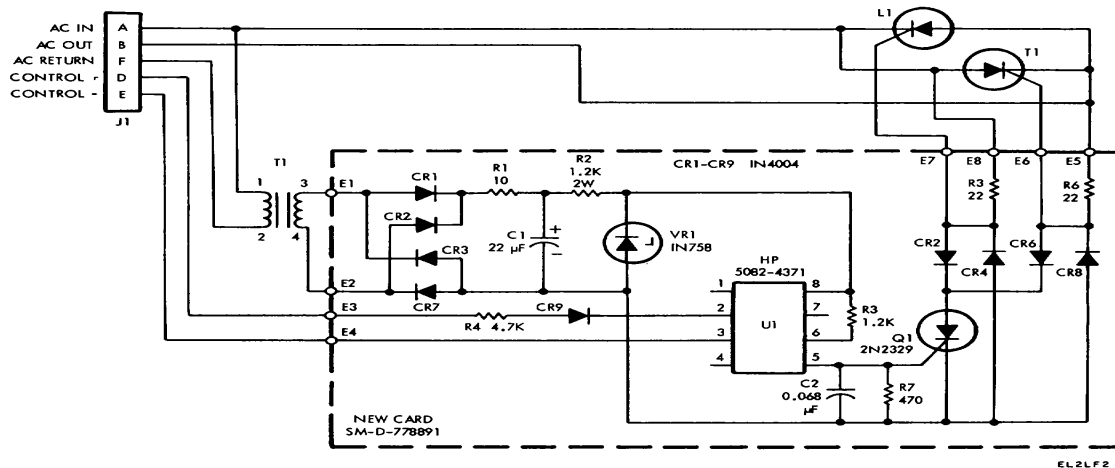 AC IN A
AC OUT B
AC RETURN F
CONTROL + D
CONTROL - E
J1
L1
T1
T1
1 3
2 4
CR1-CR9 IN4004
E7 E8 E6 E5
E1
CR1
R1
10
R2
1.2K
2W
R3
22
R6
22
CR2
C1
22 μF
+
−
VR1
IN758
CR3
CR2
CR4
CR6
CR8
E2
CR7
HP
5082-4371
E3
R4 4.7K
CR9
E4
1 8
2 7
3 6
4 5
U1
R3
1.2K
Q1
2N2329
C2
0.068
μF
R7
470
NEW CARD
SM-D-778891
EL2LF2